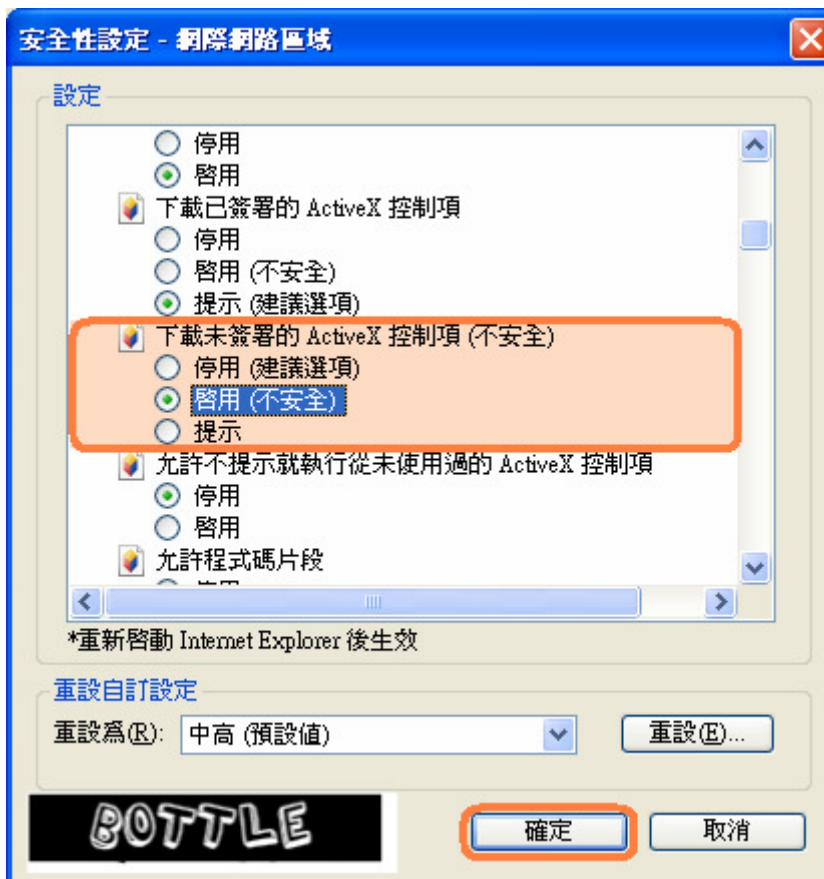 安全性設定 - 網際網路區域
設定
停用
啓用
下載已簽署的 ActiveX 控制項
停用
啓用 (不安全)
提示 (建議選項)
下載未簽署的 ActiveX 控制項 (不安全)
停用 (建議選項)
啓用 (不安全)
提示
允許不提示就執行從未使用過的 ActiveX 控制項
停用
啓用
允許程式碼片段
*重新啓動 Internet Explorer 後生效
重設自訂設定
重設爲(R): 中高 (預設值) 重設(E)...
BOTTLE 確定 取消